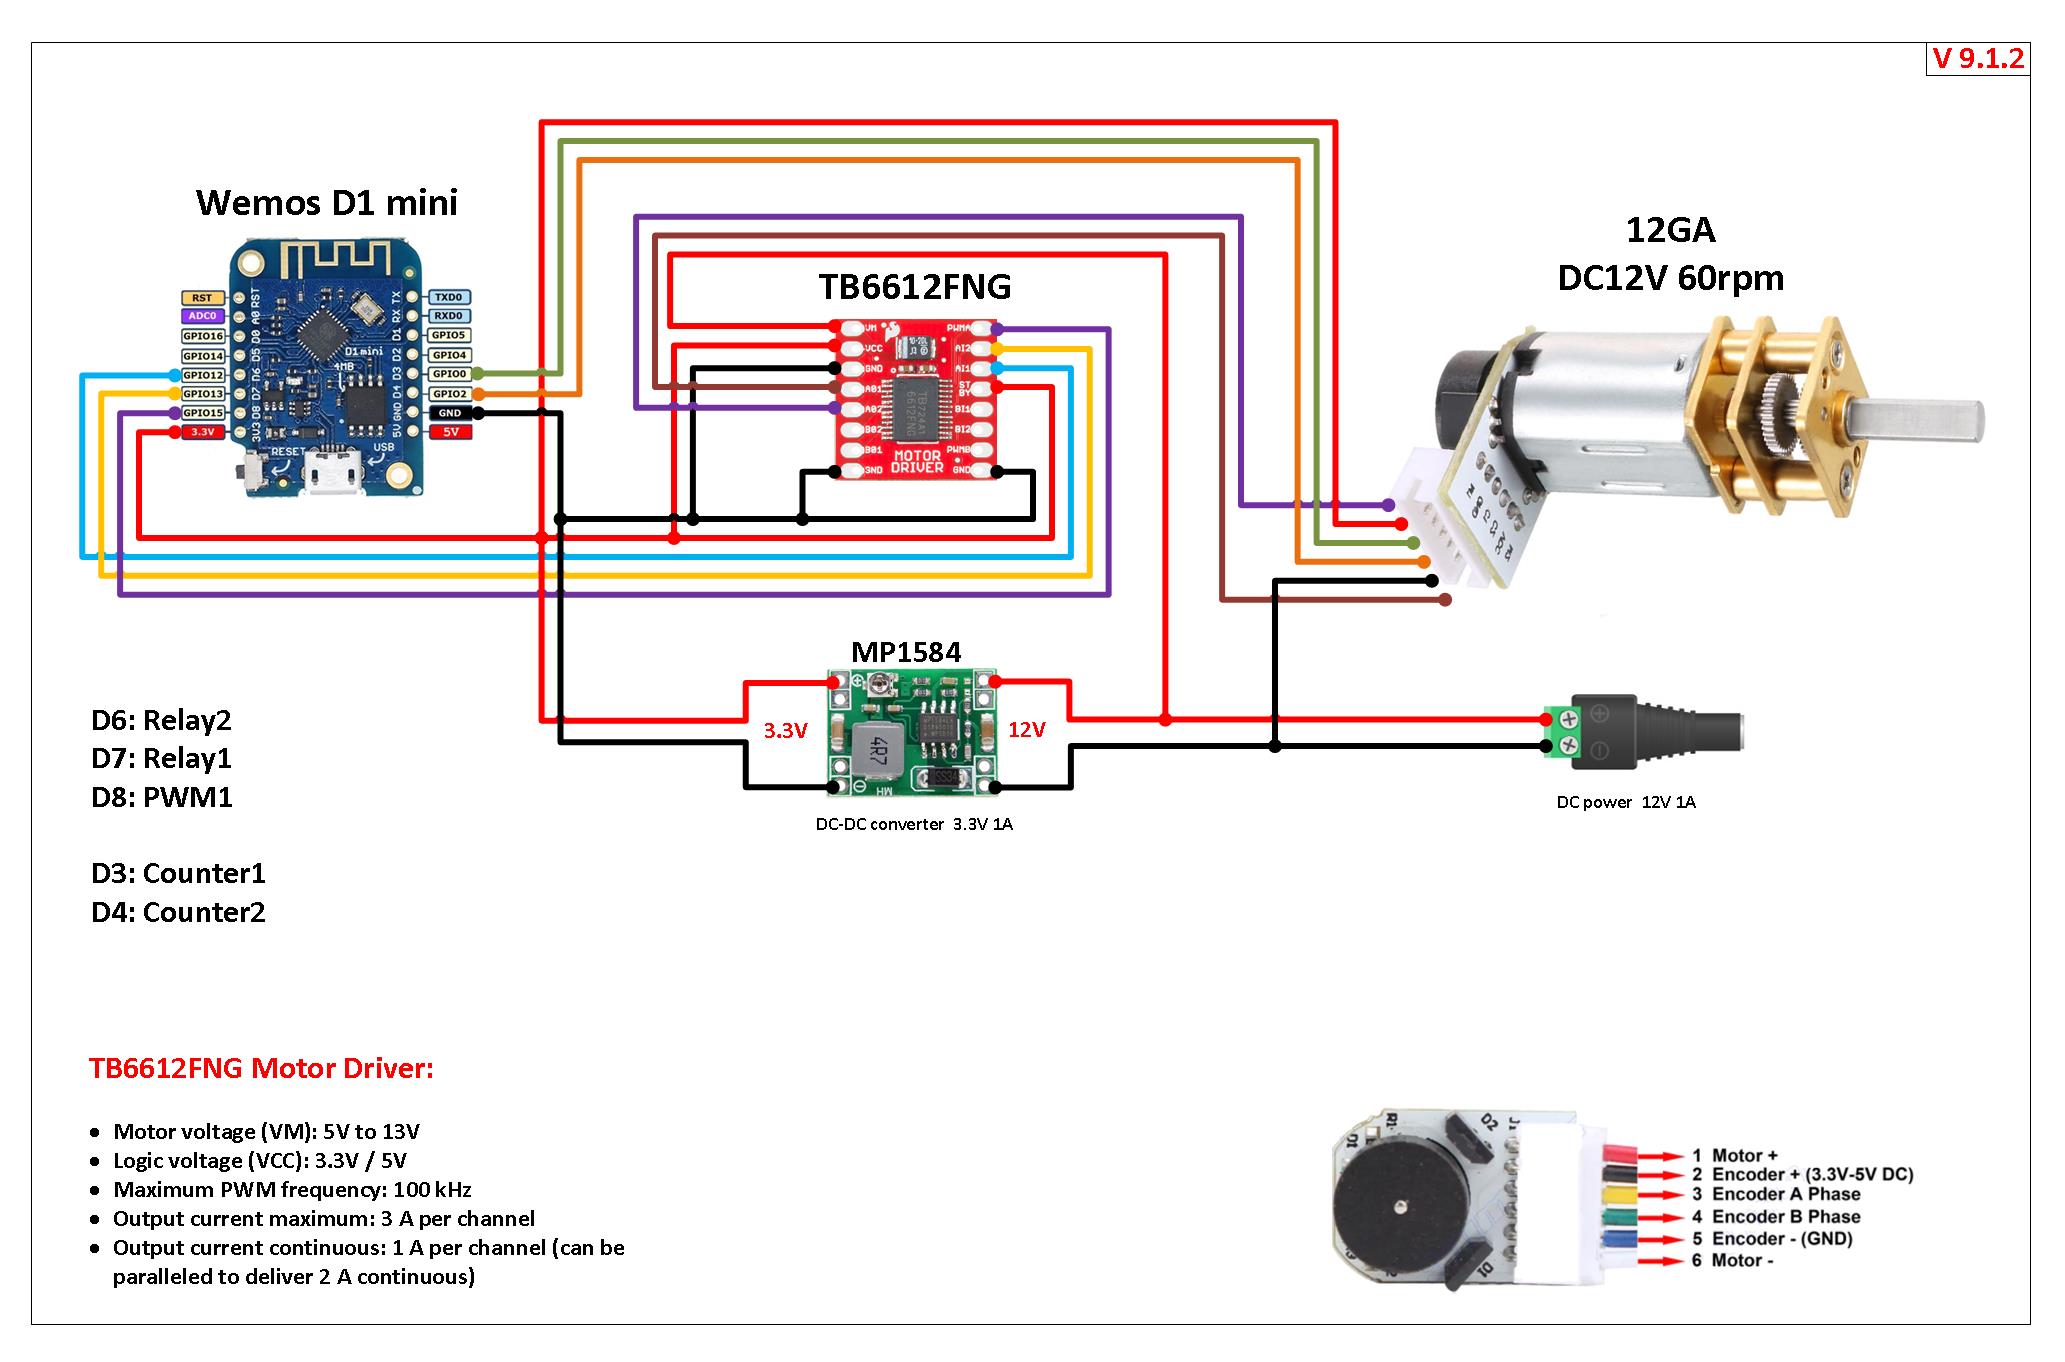 V 9.1.2
Wemos D1 mini
RST
ADC0
GPIO16
GPIO14
GPIO12
GPIO13
GPIO15
3.3V
RST
A0
D0
D5
D6
D7
D8
3V3
D1 mini
4MB
RESET
USB
TX
RX
D1
D2
D3
D4
GND
5V
TXD0
RXD0
GPIO5
GPIO4
GPIO0
GPIO2
GND
5V
TB6612FNG
VM
VCC
GND
A01
A02
B02
B01
GND
PWMA
AI2
AI1
ST
BY
BI1
BI2
PWMB
GND
MOTOR
DRIVER
12GA
DC12V 60rpm
MP1584
3.3V
4R7
SS34
12V
DC-DC converter 3.3V 1A
DC power 12V 1A
D6: Relay2
D7: Relay1
D8: PWM1
D3: Counter1
D4: Counter2
TB6612FNG Motor Driver:
• Motor voltage (VM): 5V to 13V
• Logic voltage (VCC): 3.3V / 5V
• Maximum PWM frequency: 100 kHz
• Output current maximum: 3 A per channel
• Output current continuous: 1 A per channel (can be
paralleled to deliver 2 A continuous)
R1
D1
D2
J1
D1
1 Motor +
2 Encoder + (3.3V-5V DC)
3 Encoder A Phase
4 Encoder B Phase
5 Encoder - (GND)
6 Motor -